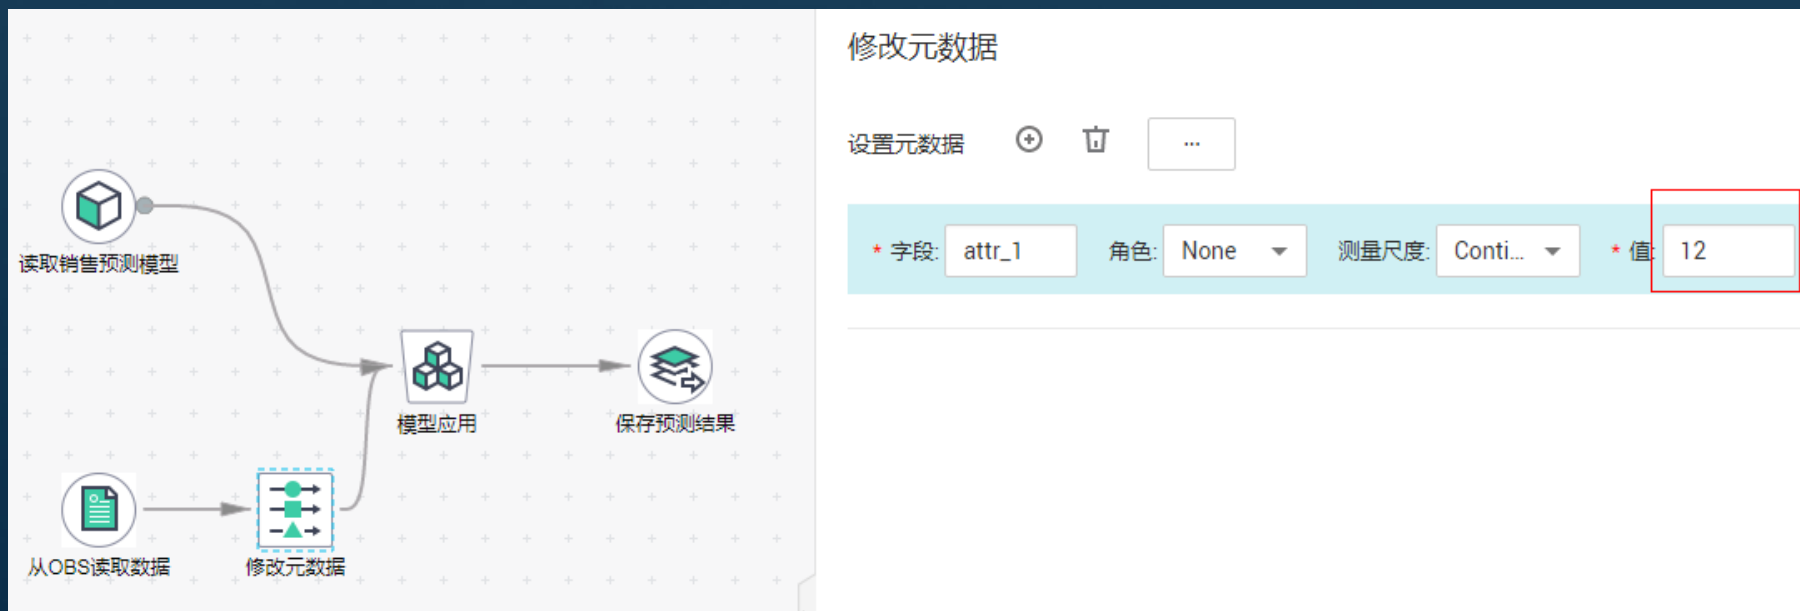 修改元数据
设置元数据 ...
* 字段: attr_1 角色: None 测量尺度: Conti... * 值: 12
读取销售预测模型
模型应用
保存预测结果
从OBS读取数据
修改元数据